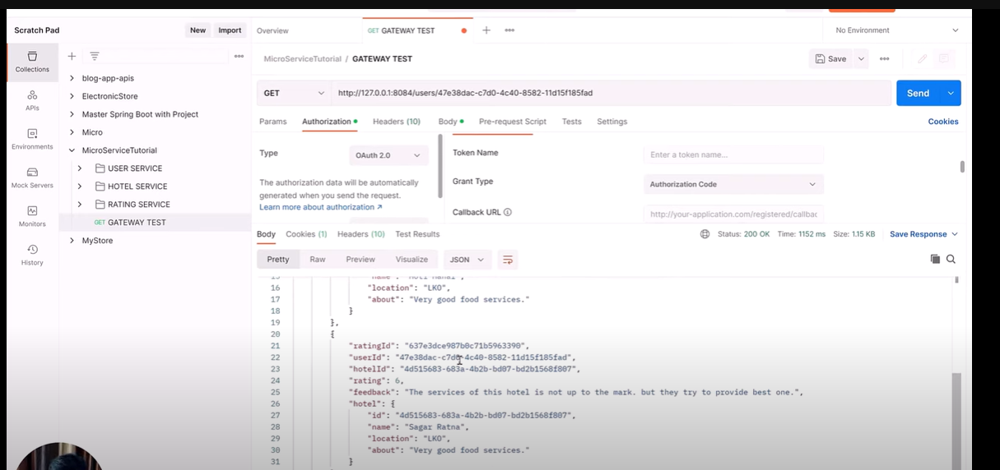 Scratch Pad
New
Import
Overview
GET GATEWAY TEST
No Environment
Collections
APIs
Environments
Mock Servers
Monitors
History
blog-app-apis
ElectronicStore
Master Spring Boot with Project
Micro
MicroServiceTutorial
USER SERVICE
HOTEL SERVICE
RATING SERVICE
GET GATEWAY TEST
MyStore
MicroServiceTutorial / GATEWAY TEST
Save
GET
http://127.0.0.1:8084/users/47e38dac-c7d0-4c40-8582-11d15f185fad
Send
Params Authorization Headers (10) Body Pre-request Script Tests Settings Cookies
Type
OAuth 2.0
The authorization data will be automatically
generated when you send the request.
Learn more about authorization ↗
Token Name
Enter a token name...
Grant Type
Authorization Code
Callback URL
http://your-application.com/registered/callbac
Body Cookies (1) Headers (10) Test Results
Status: 200 OK Time: 1152 ms Size: 1.15 KB Save Response
Pretty Raw Preview Visualize JSON
16 "location": "LKO",
17 "about": "Very good food services."
18 }
19 },
20 {
21 "ratingId": "637e3dce987b0c71b5963390",
22 "userId": "47e38dac-c7d0-4c40-8582-11d15f185fad",
23 "hotelId": "4d515683-683a-4b2b-bd07-bd2b1568f807",
24 "rating": 6,
25 "feedback": "The services of this hotel is not up to the mark. but they try to provide best one.",
26 "hotel": {
27 "id": "4d515683-683a-4b2b-bd07-bd2b1568f807",
28 "name": "Sagar Ratna",
29 "location": "LKO",
30 "about": "Very good food services."
31 }